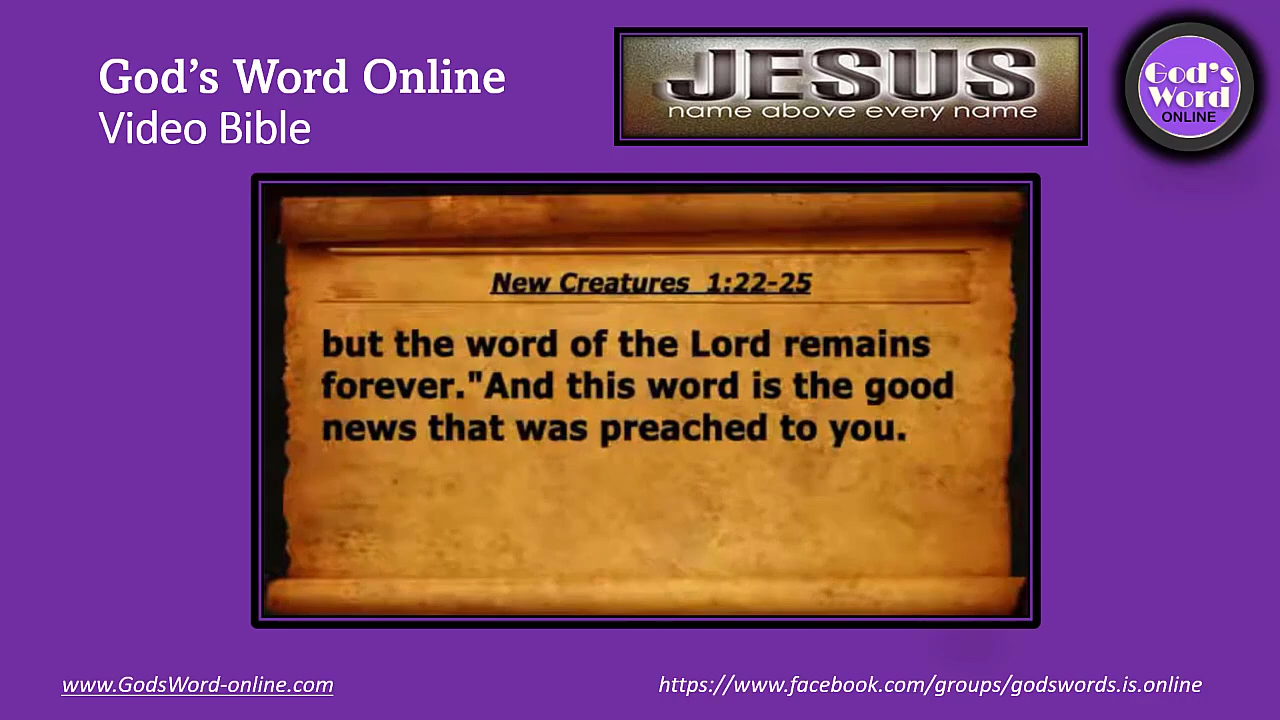 God's Word Online
Video Bible
JESUS
name above every name
God's
Word
ONLINE
New Creatures 1:22-25
but the word of the Lord remains
forever."And this word is the good
news that was preached to you.
www.GodsWord-online.com
https://www.facebook.com/groups/godswords.is.online